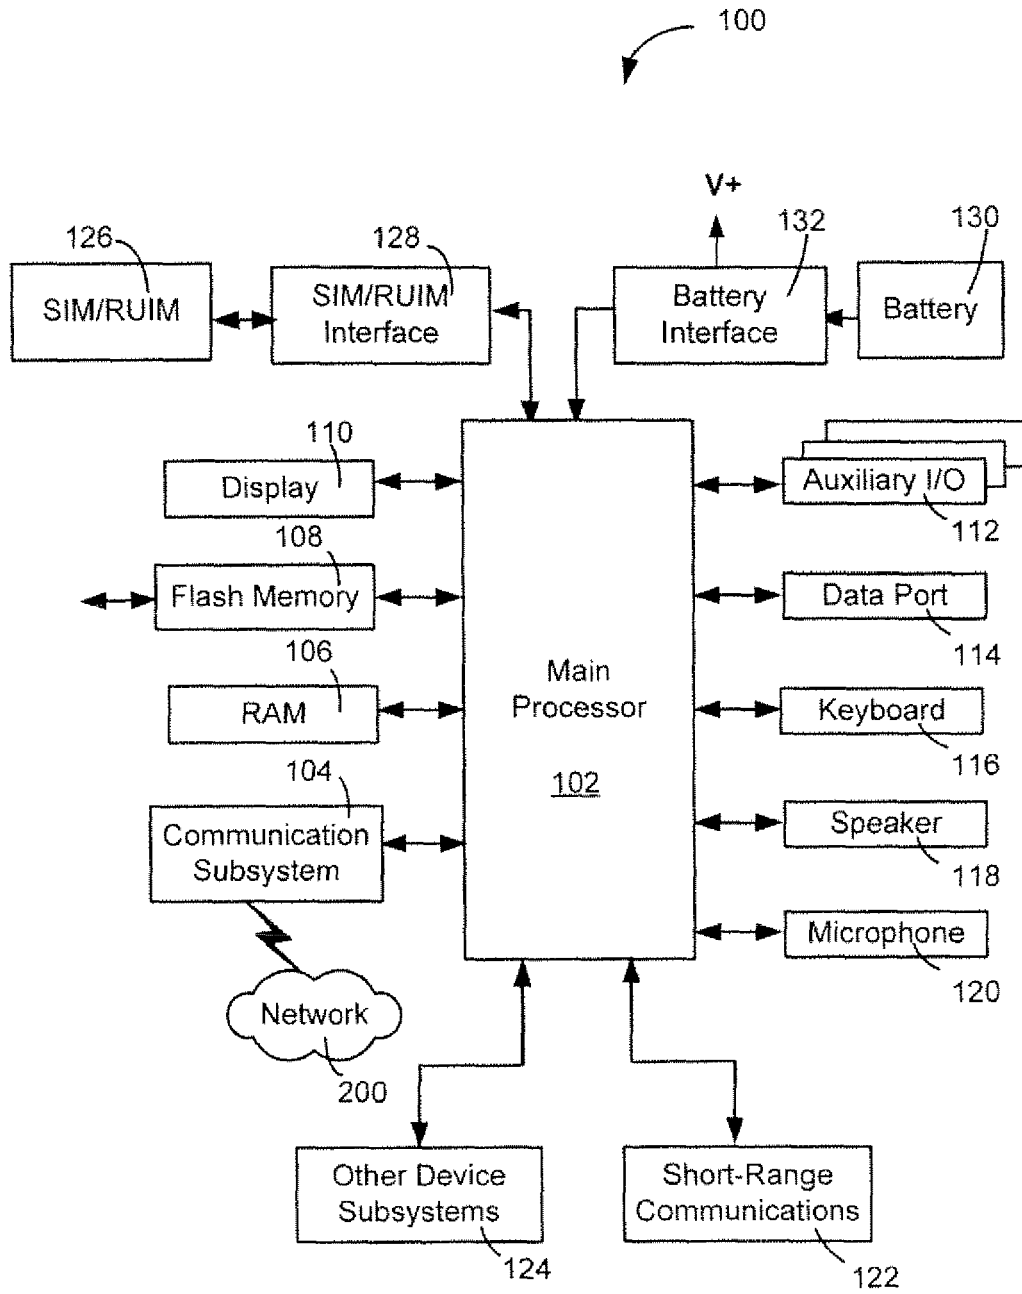 100
V+
126
128
132
130
SIM/RUIM
SIM/RUIM
Interface
Battery
Interface
Battery
110
Display
Auxiliary I/O
112
108
Flash Memory
Data Port
114
106
RAM
Main
Processor
102
Keyboard
116
104
Communication
Subsystem
Speaker
118
Microphone
120
Network
200
Other Device
Subsystems
124
Short-Range
Communications
122